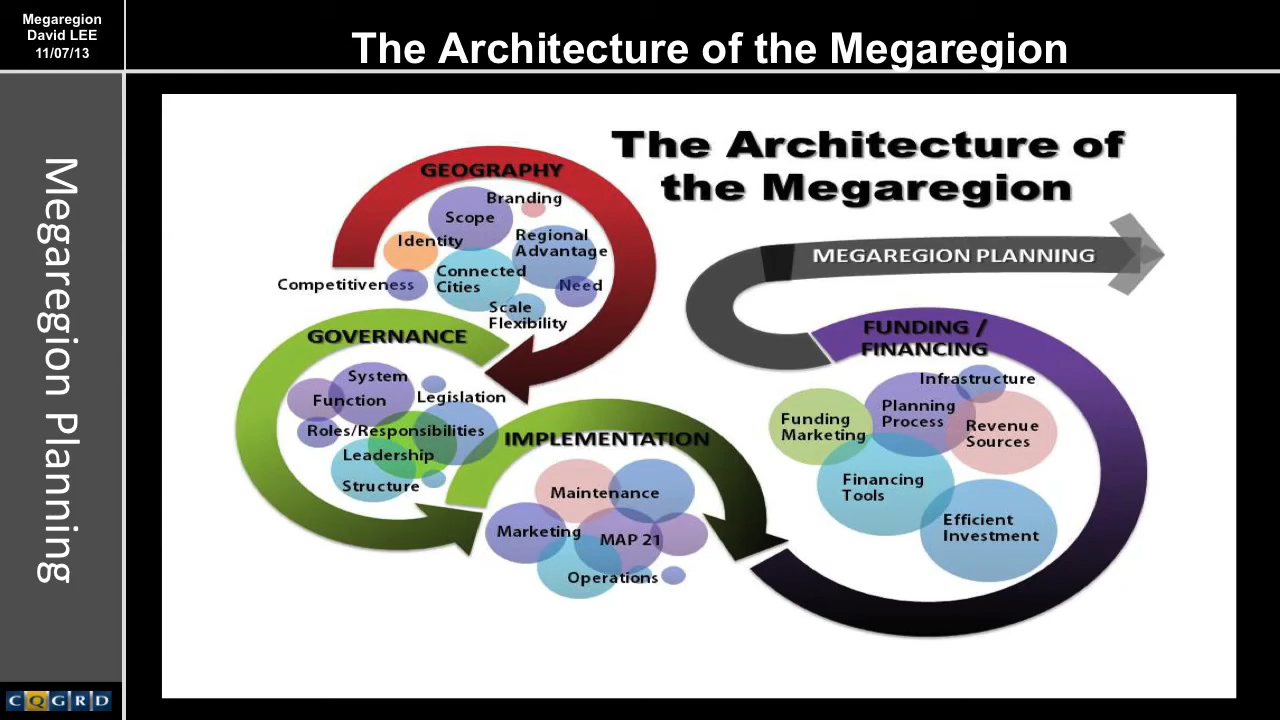 Megaregion
David LEE
11/07/13
The Architecture of the Megaregion
Megaregion Planning
The Architecture of
the Megaregion
GEOGRAPHY
Branding
Scope
Identity
Regional
Advantage
Connected
Cities
Competitiveness
Need
Scale
Flexibility
GOVERNANCE
System
Function
Legislation
Roles/Responsibilities
Leadership
Structure
IMPLEMENTATION
Maintenance
Marketing
MAP 21
Operations
MEGAREGION PLANNING
FUNDING /
FINANCING
Infrastructure
Planning
Process
Funding
Marketing
Revenue
Sources
Financing
Tools
Efficient
Investment
CQGRD